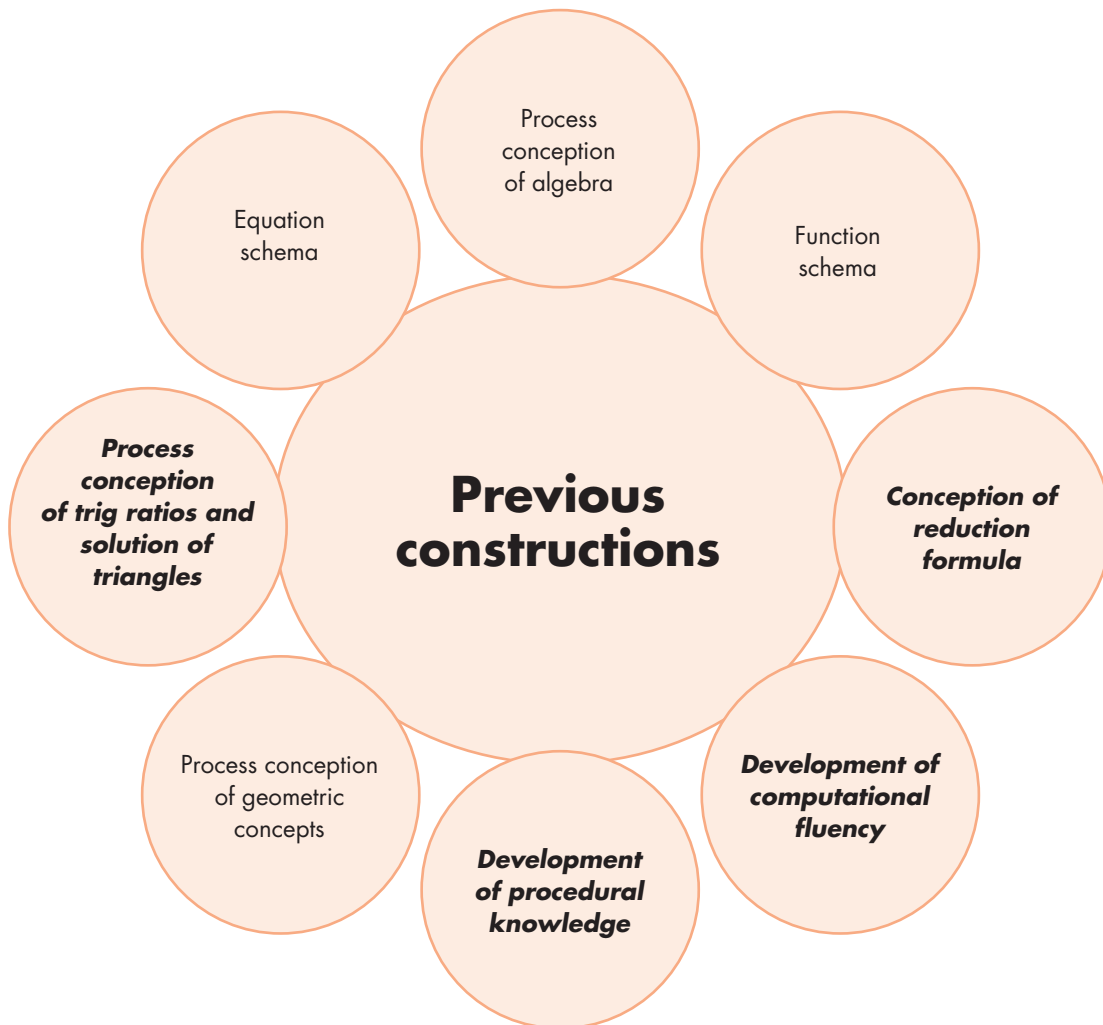 Process
conception
of algebra
Equation
schema
Function
schema
Process
conception
of trig ratios and
solution of
triangles
Previous
constructions
Conception of
reduction
formula
Process conception
of geometric
concepts
Development of
computational
fluency
Development
of procedural
knowledge